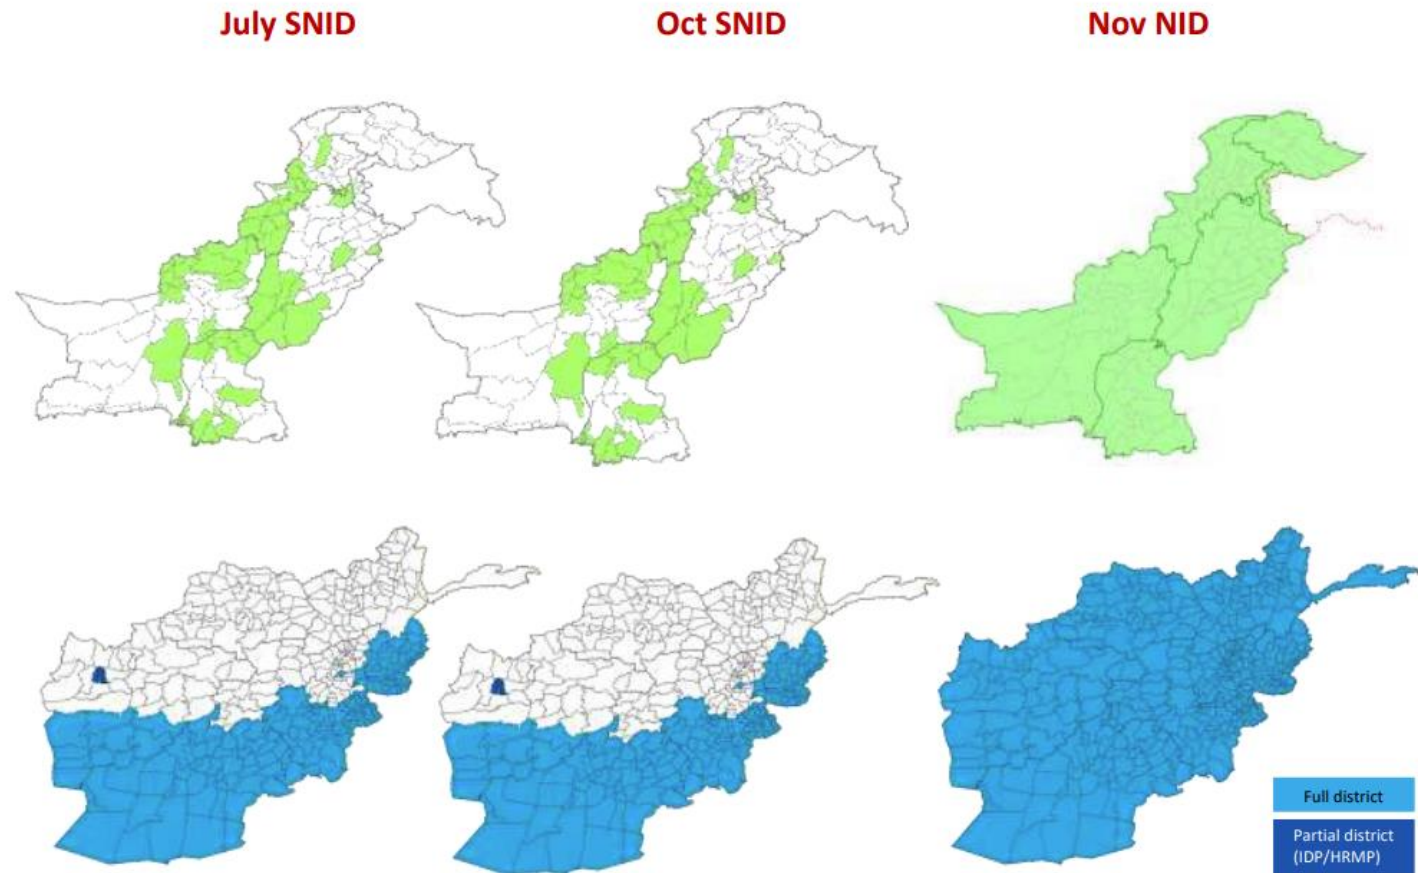 July SNID
Oct SNID
Nov NID
Full district
Partial district
(IDP/HRMP)